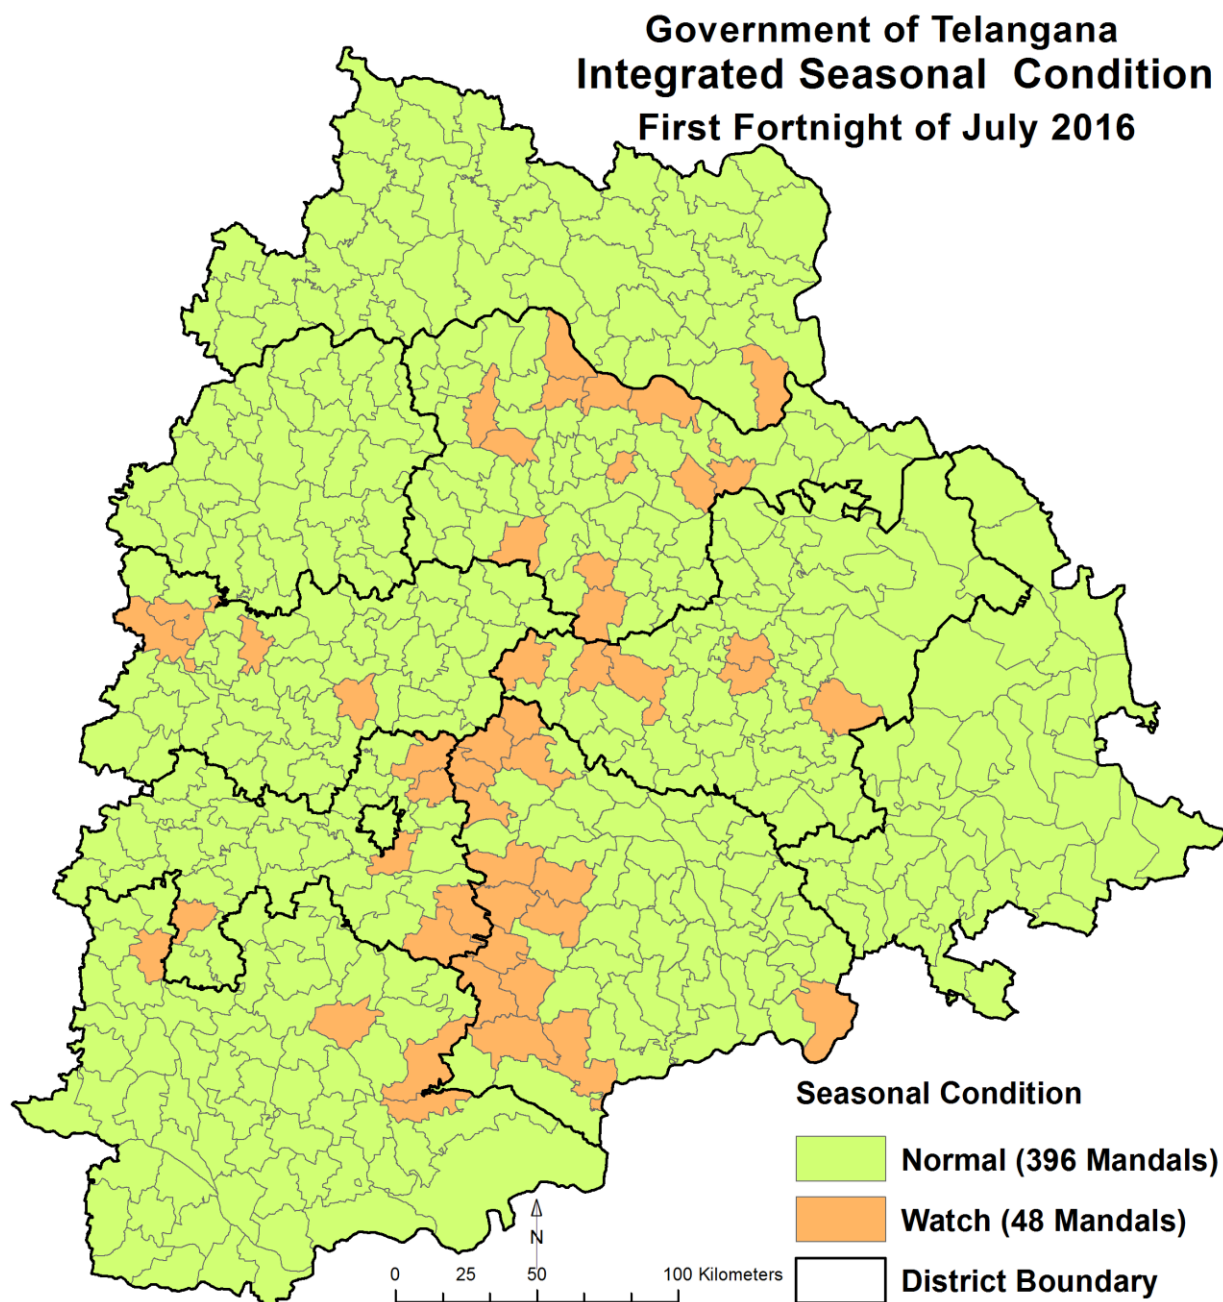 Government of Telangana
Integrated Seasonal Condition
First Fortnight of July 2016
Seasonal Condition
Normal (396 Mandals)
Watch (48 Mandals)
District Boundary
N
0 25 50 100 Kilometers